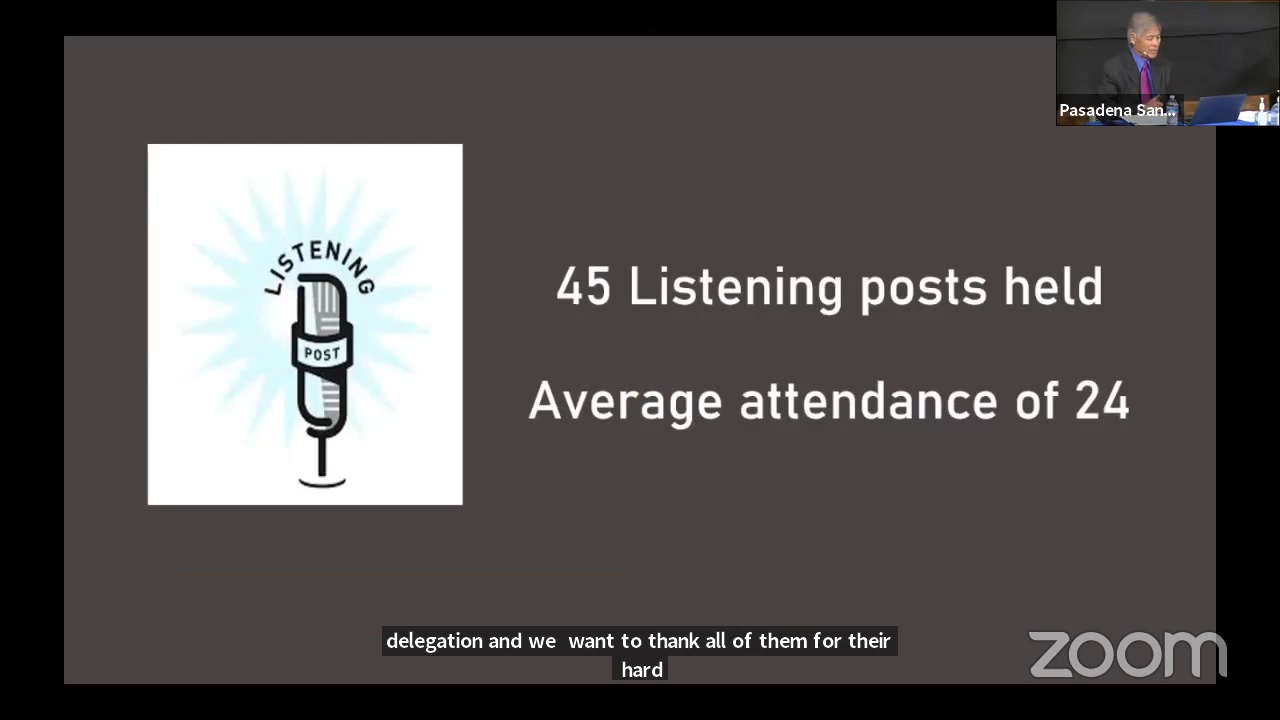 Pasadena San...
LISTENING
POST
45 Listening posts held
Average attendance of 24
delegation and we want to thank all of them for their
hard
zoom